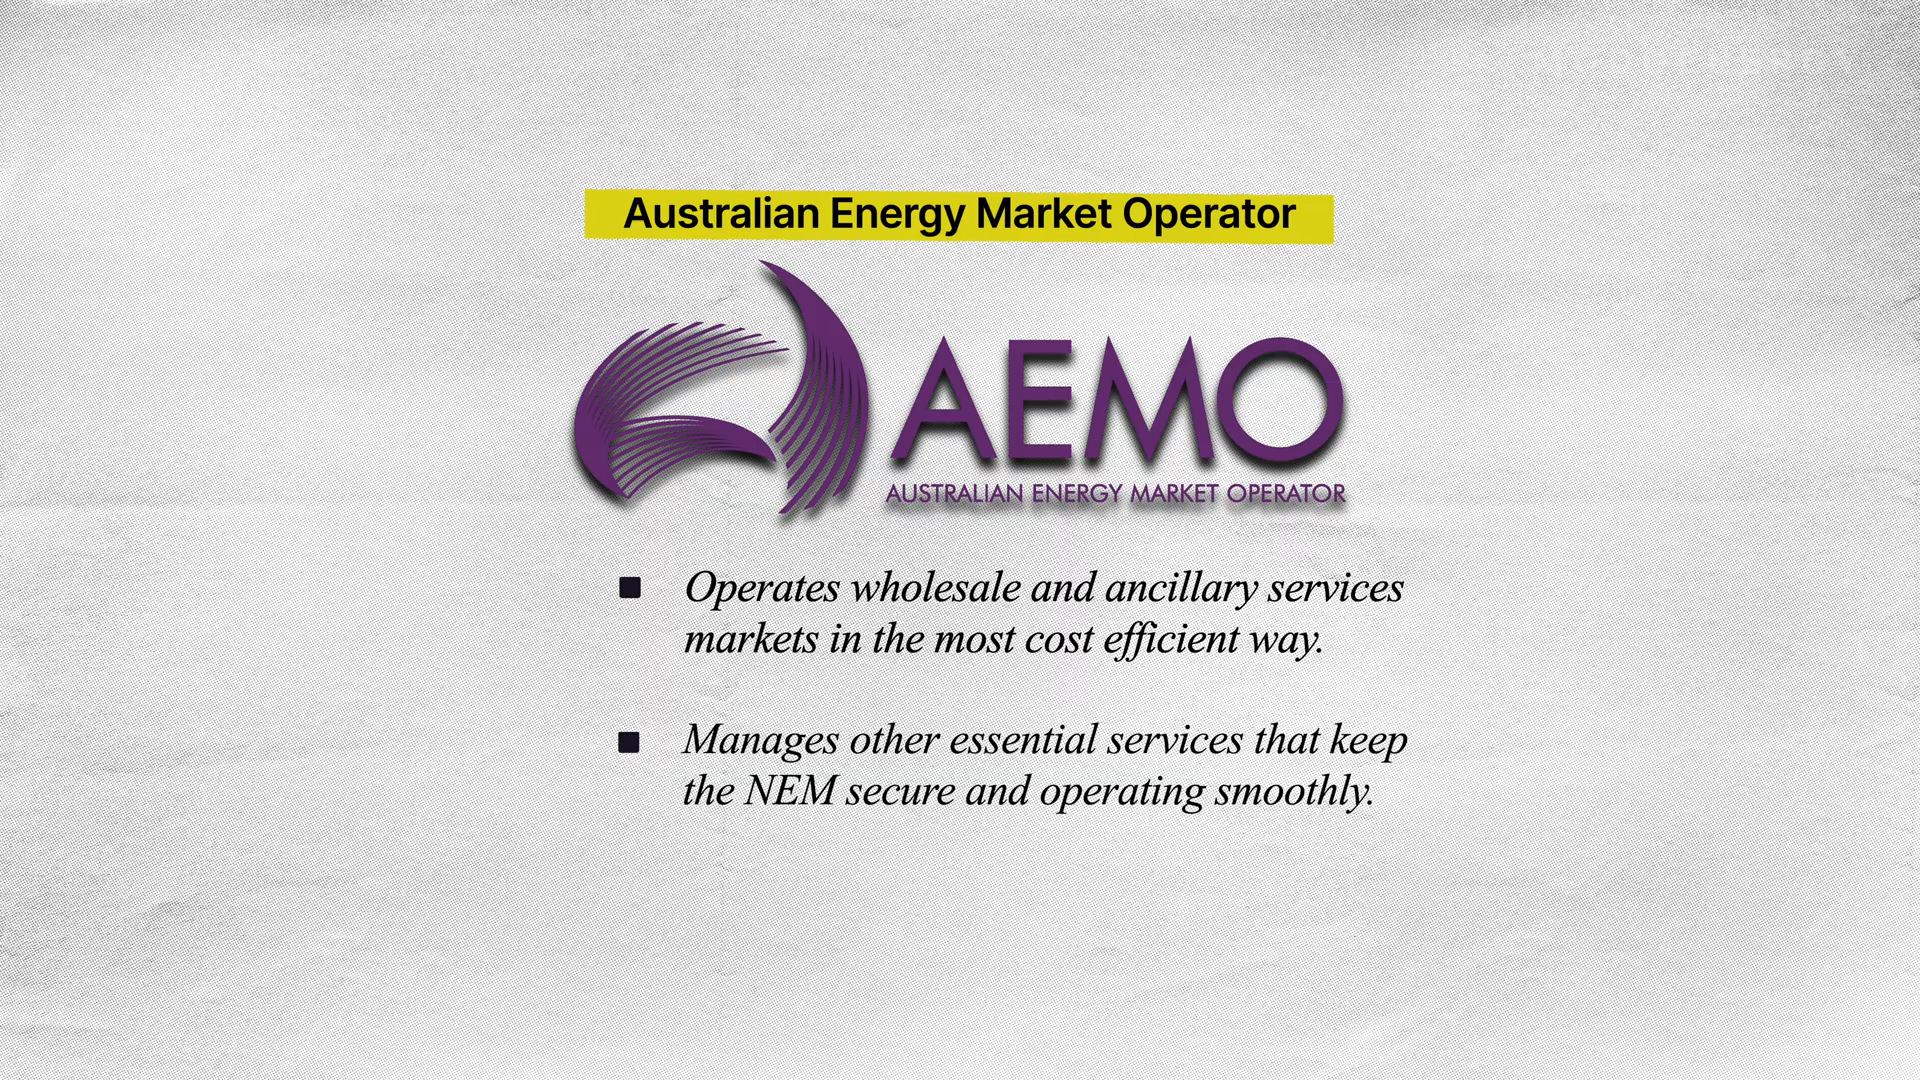 Australian Energy Market Operator
AEMO
AUSTRALIAN ENERGY MARKET OPERATOR
Operates wholesale and ancillary services
markets in the most cost efficient way.
Manages other essential services that keep
the NEM secure and operating smoothly.